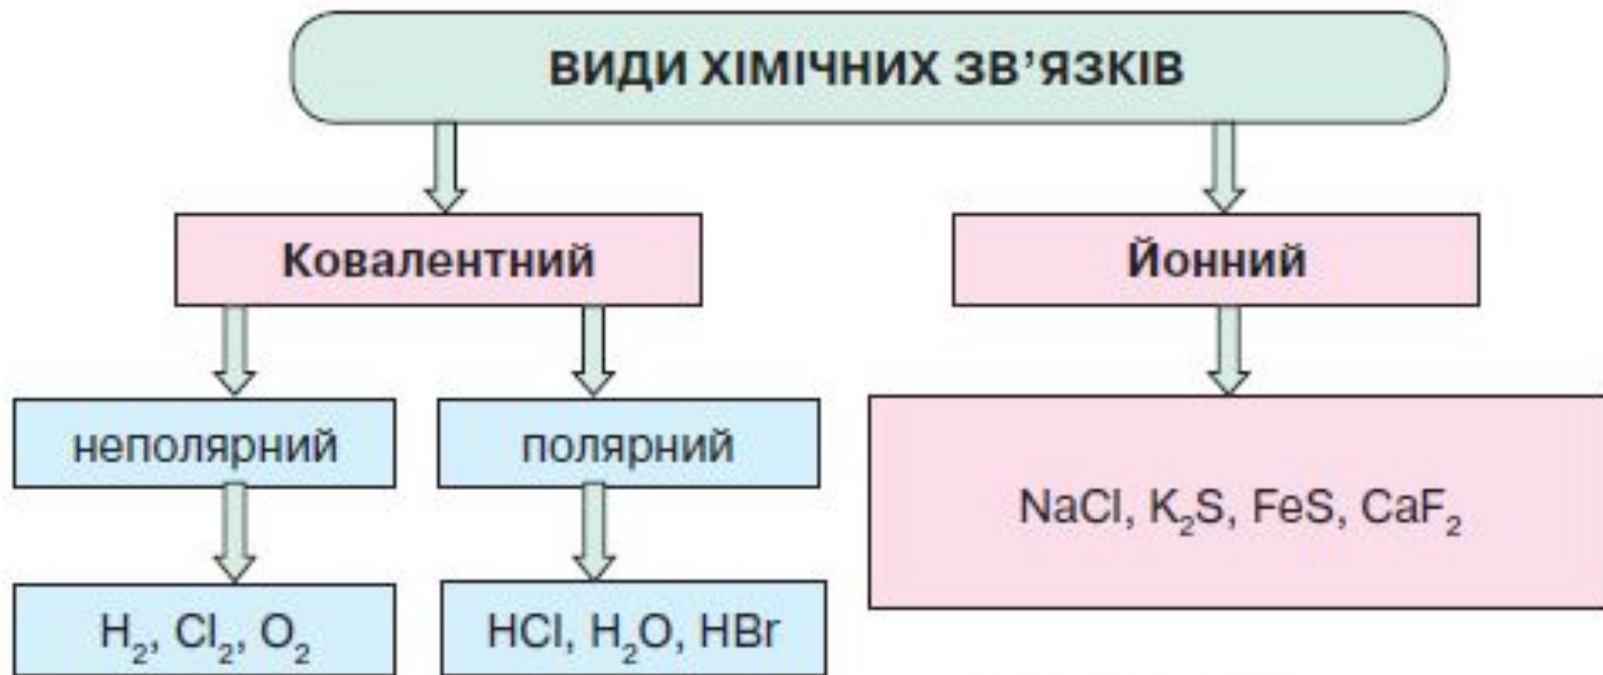 ВИДИ ХІМІЧНИХ ЗВ’ЯЗКІВ
Ковалентний
Йонний
неполярний
полярний
NaCl, K₂S, FeS, CaF₂
H₂, Cl₂, O₂
HCl, H₂O, HBr